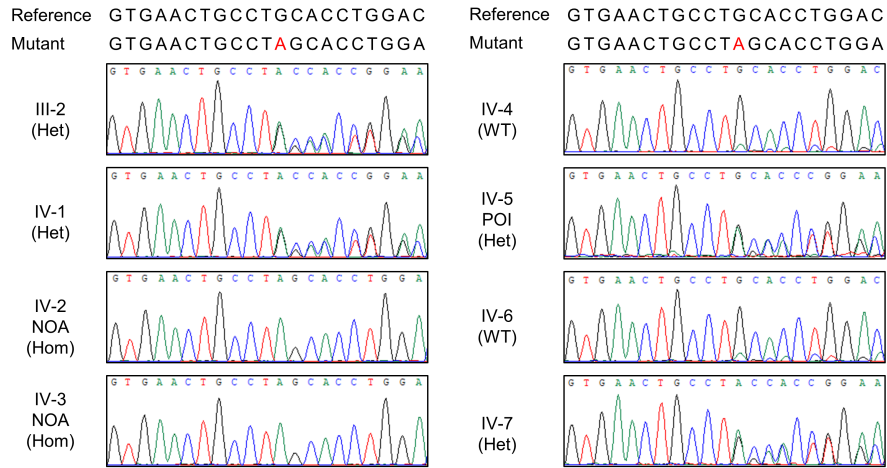 Reference GTGAACTGCCTGCACCTGGAC
Mutant GTGAACTGCCTAGCACCTGGA
III-2
(Het)
GTGAACTGCCTACCACCGGAA
IV-1
(Het)
GTGAACTGCCTACCACCGGAA
IV-2
NOA
(Hom)
GTGAACTGCCTAGCACCTGGA
IV-3
NOA
(Hom)
GTGAACTGCCTAGCACCTGGA
Reference GTGAACTGCCTGCACCTGGAC
Mutant GTGAACTGCCTAGCACCTGGA
IV-4
(WT)
GTGAACTGCCTGCACCTGGAC
IV-5
POI
(Het)
GTGAACTGCCTGCACCCGGAA
IV-6
(WT)
GTGAACTGCCTGCACCTGGAC
IV-7
(Het)
GTGAACTGCCTACCACCGGAA